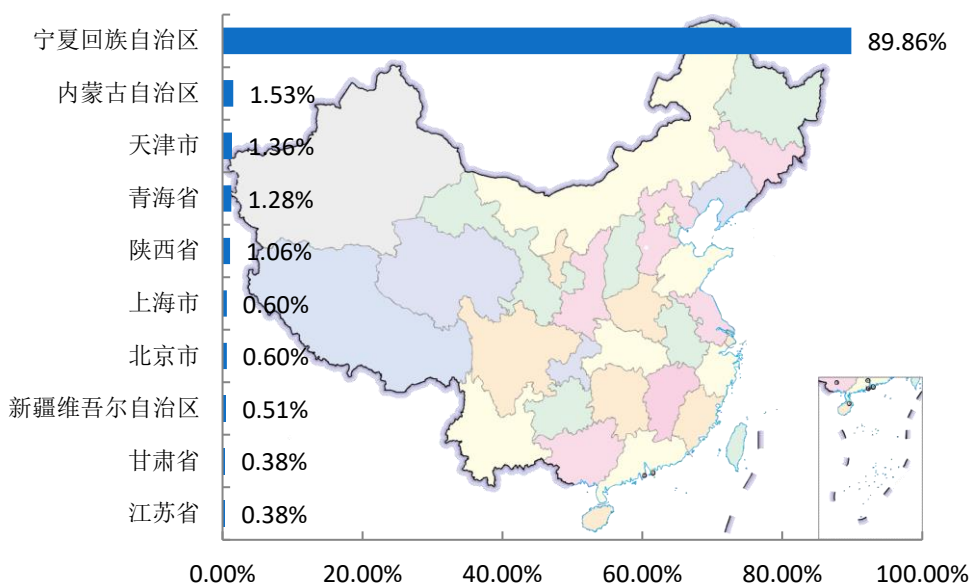 宁夏回族自治区 89.86%
内蒙古自治区 1.53%
天津市 1.36%
青海省 1.28%
陕西省 1.06%
上海市 0.60%
北京市 0.60%
新疆维吾尔自治区 0.51%
甘肃省 0.38%
江苏省 0.38%
0.00% 20.00% 40.00% 60.00% 80.00% 100.00%